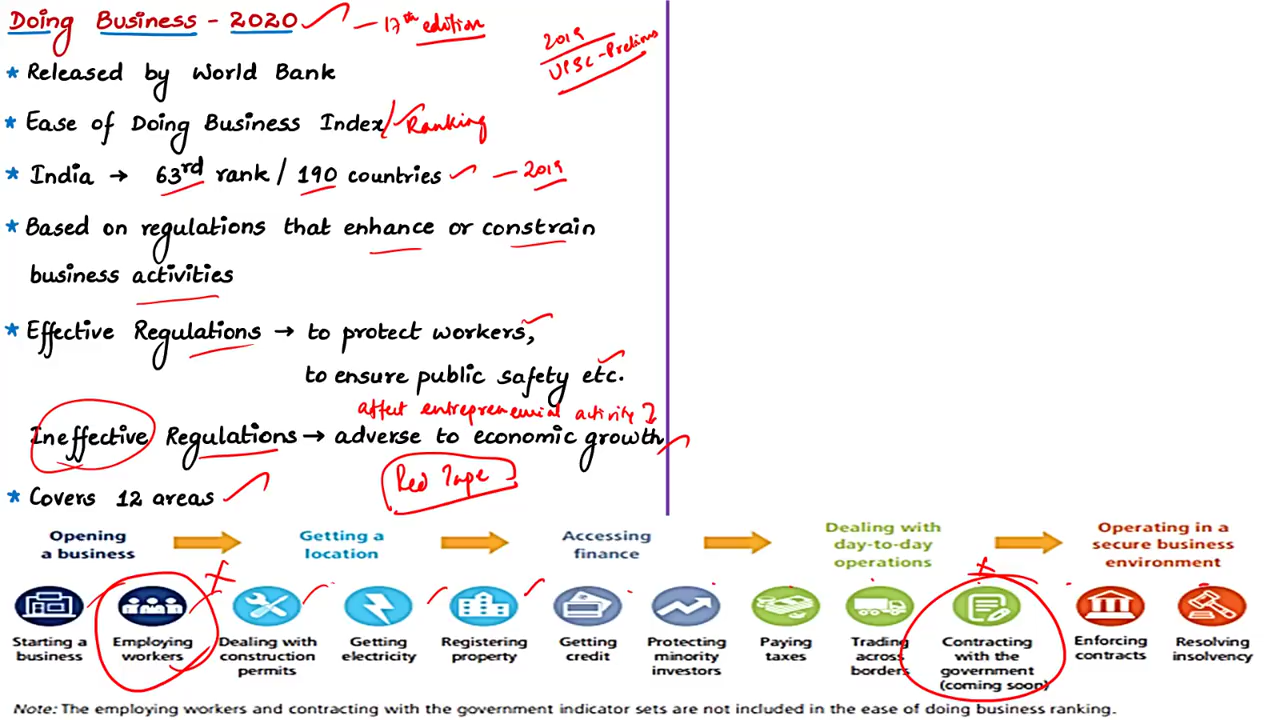 Doing Business - 2020 - 17th edition
2019
UPSC-Prelims
* Released by World Bank
* Ease of Doing Business Index/Ranking
* India → 63rd rank / 190 countries - 2019
* Based on regulations that enhance or constrain
business activities
* Effective Regulations → to protect workers,
to ensure public safety etc.
affect entrepreneurial activity
Ineffective Regulations → adverse to economic growth
Red Tape
* Covers 12 areas
Opening
a business
Getting a
location
Accessing
finance
Dealing with
day-to-day
operations
Operating in a
secure business
environment
Starting a
business
Employing
workers
Dealing with
construction
permits
Getting
electricity
Registering
property
Getting
credit
Protecting
minority
investors
Paying
taxes
Trading
across
borders
Contracting
with the
government
(coming soon)
Enforcing
contracts
Resolving
insolvency
Note: The employing workers and contracting with the government indicator sets are not included in the ease of doing business ranking.